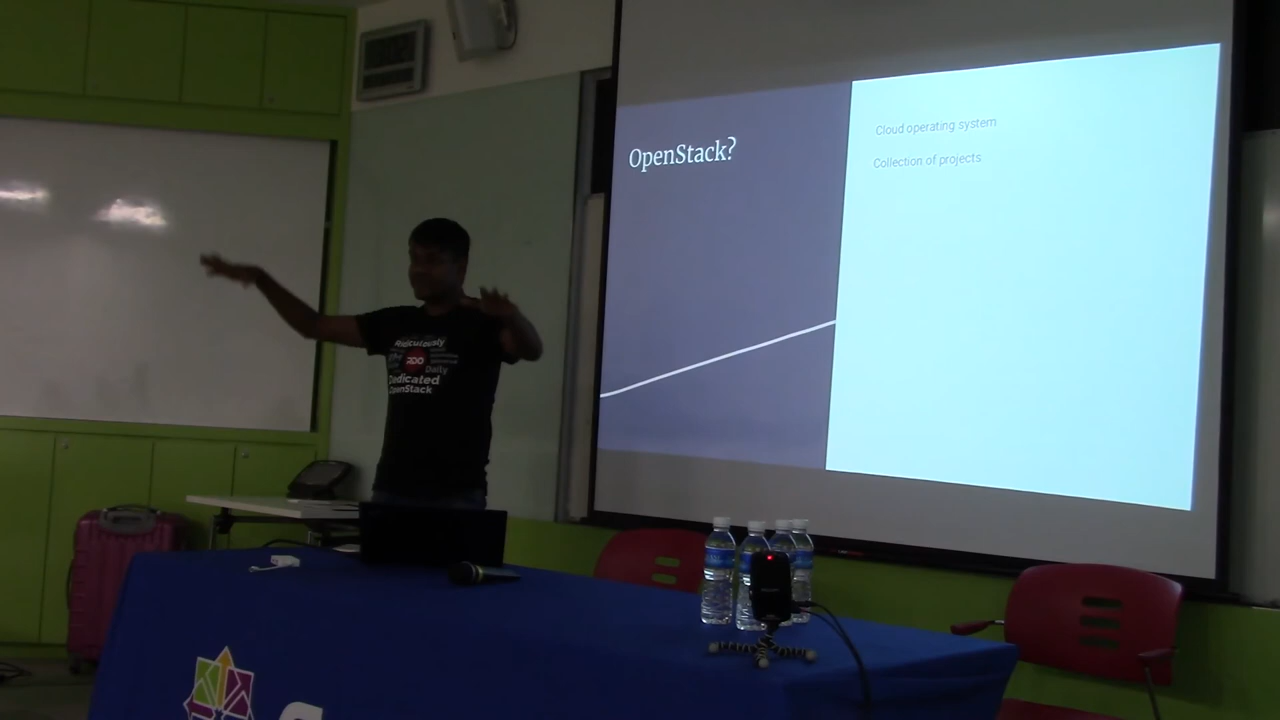 OpenStack?
Cloud operating system
Collection of projects
Ridiculously
RDO
Daily
Dedicated
OpenStack